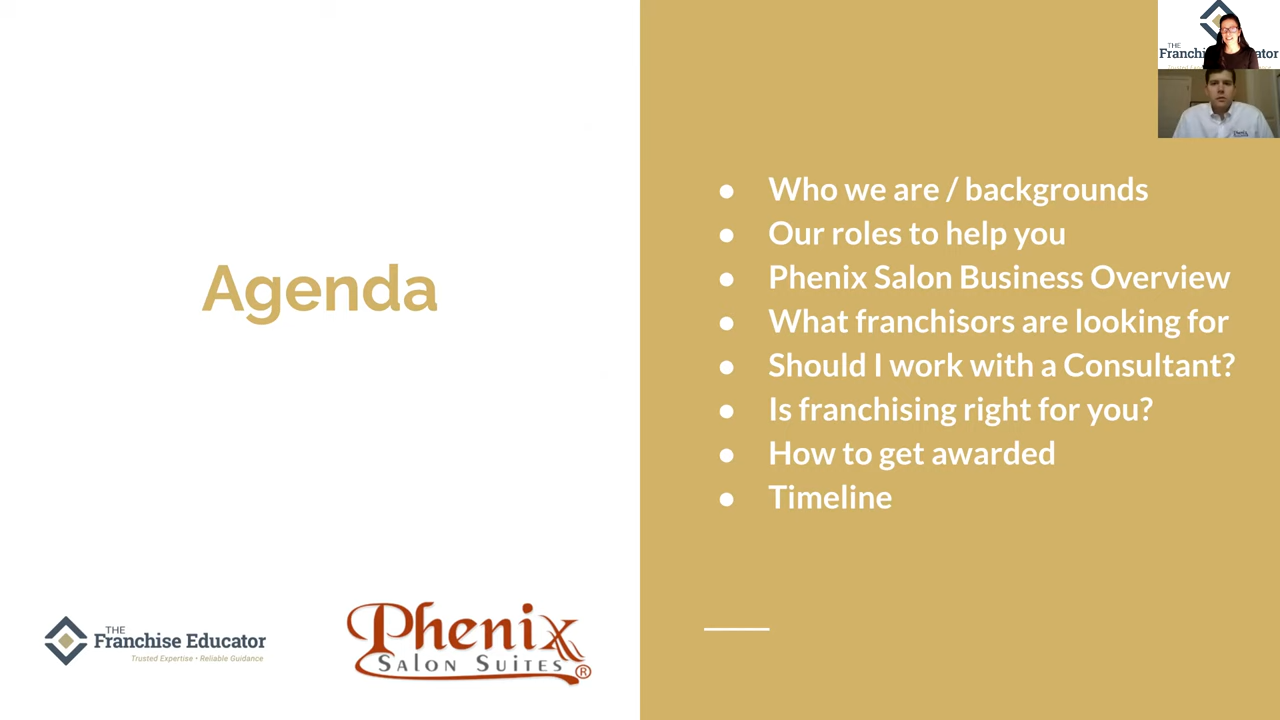 Agenda
Who we are / backgrounds
Our roles to help you
Phenix Salon Business Overview
What franchisors are looking for
Should I work with a Consultant?
Is franchising right for you?
How to get awarded
Timeline
THE
Franchise Educator
Trusted Expertise • Reliable Guidance
Phenix
SALON SUITES®
THE
Phenix